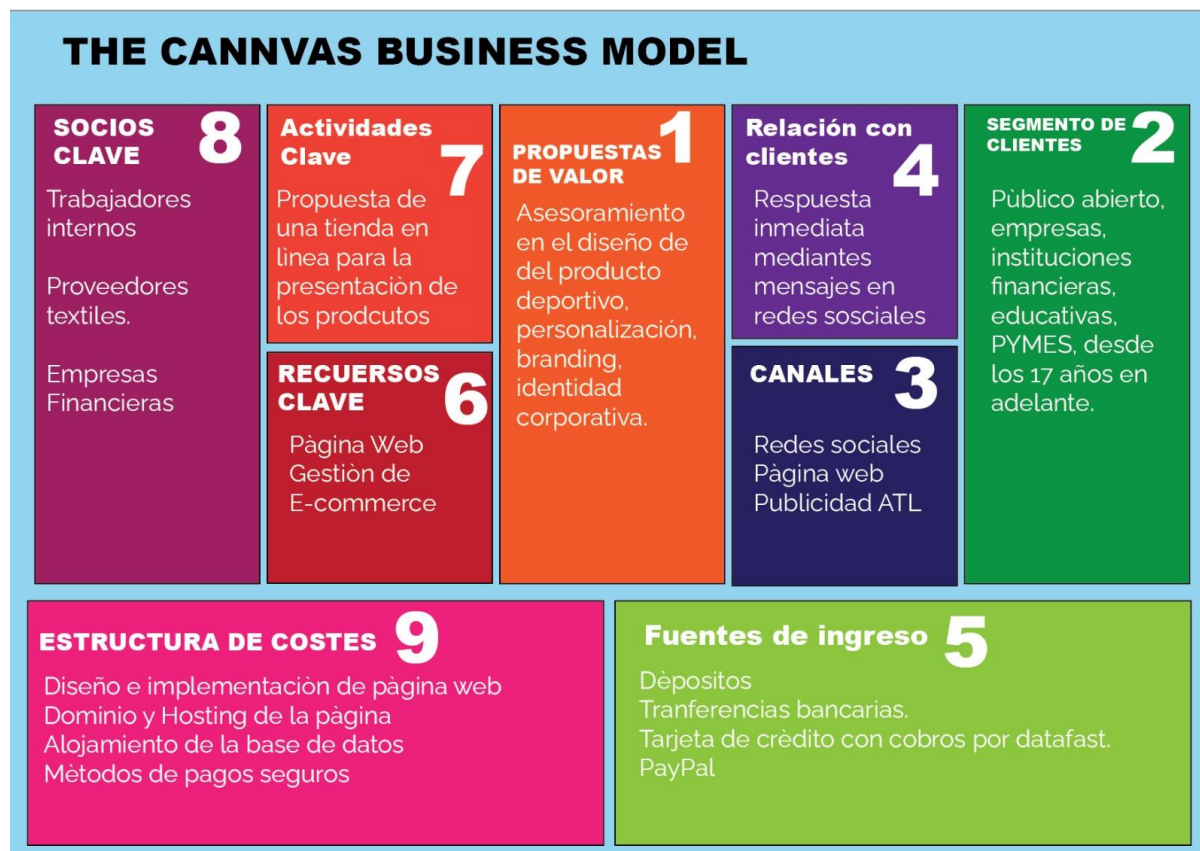 THE CANNVAS BUSINESS MODEL
SOCIOS
CLAVE
8
Trabajadores
internos
Proveedores
textiles.
Empresas
Financieras
Actividades
Clave
7
Propuesta de
una tienda en
lìnea para la
presentaciòn de
los prodcutos
RECUERSOS
CLAVE
6
Pàgina Web
Gestiòn de
E-commerce
1
PROPUESTAS
DE VALOR
Asesoramiento
en el diseño de
del producto
deportivo,
personalización,
branding,
identidad
corporativa.
Relación con
clientes
4
Respuesta
inmediata
mediantes
mensajes en
redes sosciales
CANALES
3
Redes sociales
Pàgina web
Publicidad ATL
SEGMENTO DE
CLIENTES
2
Pùblico abierto,
empresas,
instituciones
financieras,
educativas,
PYMES, desde
los 17 años en
adelante.
ESTRUCTURA DE COSTES 9
Diseño e implementaciòn de pàgina web
Dominio y Hosting de la pàgina
Alojamiento de la base de datos
Mètodos de pagos seguros
Fuentes de ingreso 5
Dèpositos
Tranferencias bancarias.
Tarjeta de crèdito con cobros por datafast.
PayPal